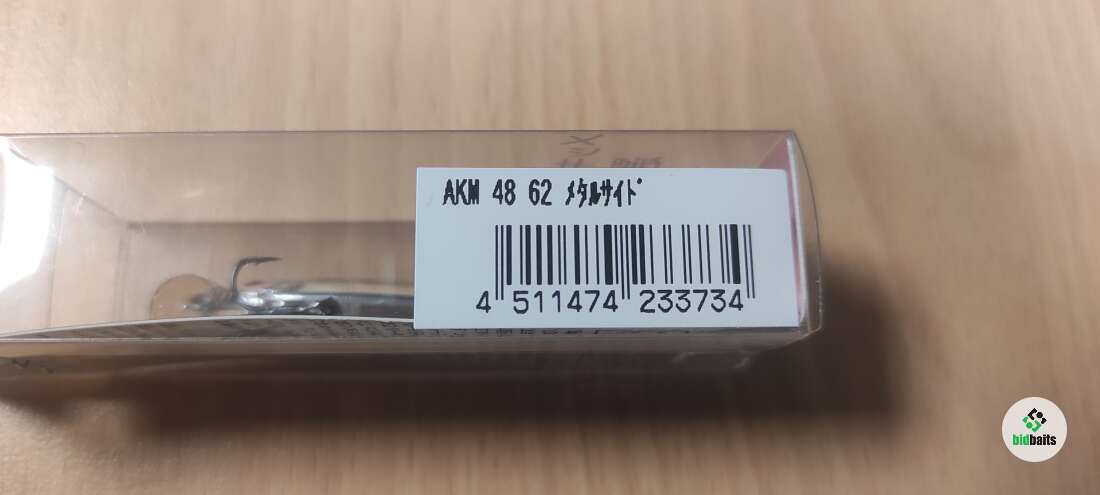 AKM 48 62 ﾒﾀﾙｻｲﾄﾞ
4 511474 233734
bidbaits